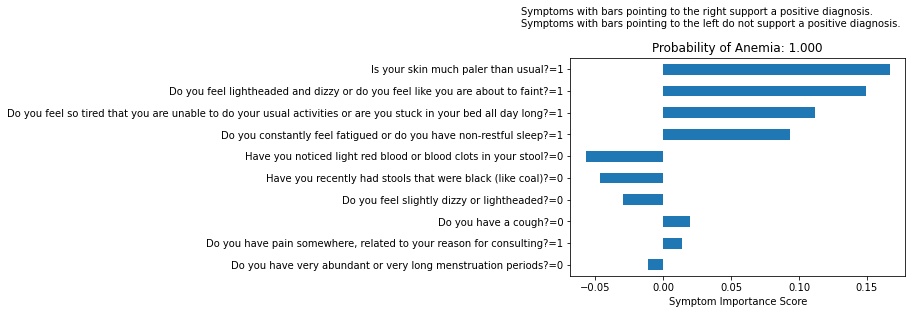 Symptoms with bars pointing to the right support a positive diagnosis.
Symptoms with bars pointing to the left do not support a positive diagnosis.
Probability of Anemia: 1.000
Is your skin much paler than usual?=1
Do you feel lightheaded and dizzy or do you feel like you are about to faint?=1
Do you feel so tired that you are unable to do your usual activities or are you stuck in your bed all day long?=1
Do you constantly feel fatigued or do you have non-restful sleep?=1
Have you noticed light red blood or blood clots in your stool?=0
Have you recently had stools that were black (like coal)?=0
Do you feel slightly dizzy or lightheaded?=0
Do you have a cough?=0
Do you have pain somewhere, related to your reason for consulting?=1
Do you have very abundant or very long menstruation periods?=0
−0.05 0.00 0.05 0.10 0.15
Symptom Importance Score